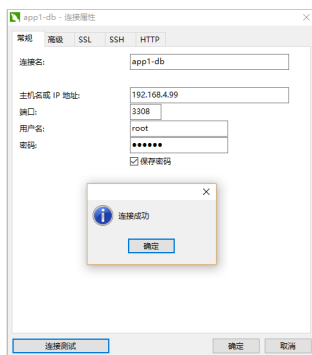 app1-db - 连接属性
常规 高级 SSL SSH HTTP
连接名: app1-db
主机名或 IP 地址: 192.168.4.99
端口: 3308
用户名: root
密码: ●●●●●●
保存密码
连接成功
确定
连接测试 确定 取消